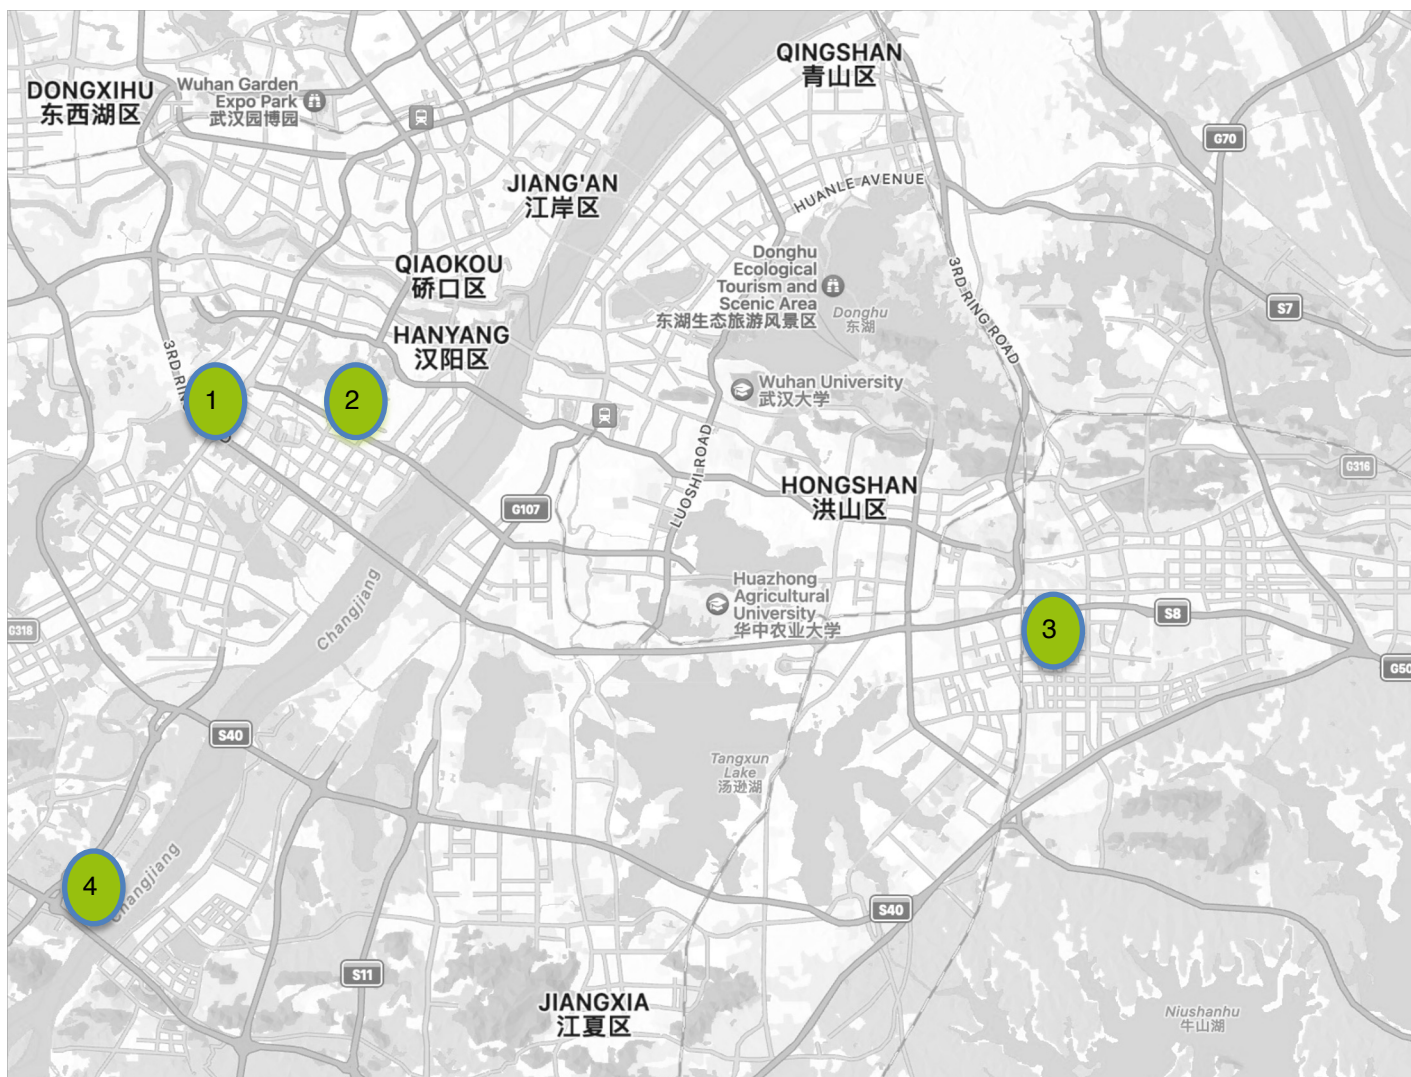 QINGSHAN
青山区
DONGXIHU
东西湖区
Wuhan Garden
Expo Park
武汉园博园
G70
JIANG'AN
江岸区
HUANLE AVENUE
QIAOKOU
硚口区
Donghu
Ecological
Tourism and
Scenic Area
东湖生态旅游风景区
Donghu
东湖
3RD RING ROAD
S7
HANYANG
汉阳区
3RD RIN
1
2
Wuhan University
武汉大学
LUOSHI ROAD
G316
HONGSHAN
洪山区
G107
Changjiang
Huazhong
Agricultural
University
华中农业大学
G318
3
S8
G50
S40
Tangxun
Lake
汤逊湖
4
Changjiang
S40
S11
JIANGXIA
江夏区
Niushanhu
牛山湖